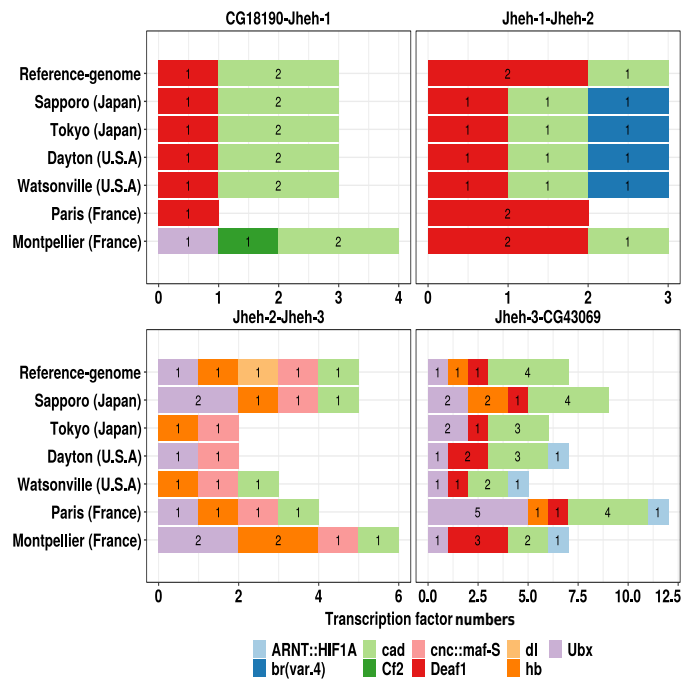 CG18190-Jheh-1 Jheh-1-Jheh-2
Reference-genome 1 2 2 1
Sapporo (Japan) 1 2 1 1 1
Tokyo (Japan) 1 2 1 1 1
Dayton (U.S.A) 1 2 1 1 1
Watsonville (U.S.A) 1 2 1 1 1
Paris (France) 1 2
Montpellier (France) 1 1 2 2 1
0 1 2 3 4 0 1 2 3
Jheh-2-Jheh-3 Jheh-3-CG43069
Reference-genome 1 1 1 1 1 1 1 1 4
Sapporo (Japan) 2 1 1 1 2 2 1 4
Tokyo (Japan) 1 1 2 1 3
Dayton (U.S.A) 1 1 1 2 3 1
Watsonville (U.S.A) 1 1 1 1 1 2 1
Paris (France) 1 1 1 1 5 1 1 4 1
Montpellier (France) 2 2 1 1 1 3 2 1
0 2 4 6 0.0 2.5 5.0 7.5 10.0 12.5
Transcription factor numbers
ARNT::HIF1A cad cnc::maf-S dl Ubx
br(var.4) Cf2 Deaf1 hb